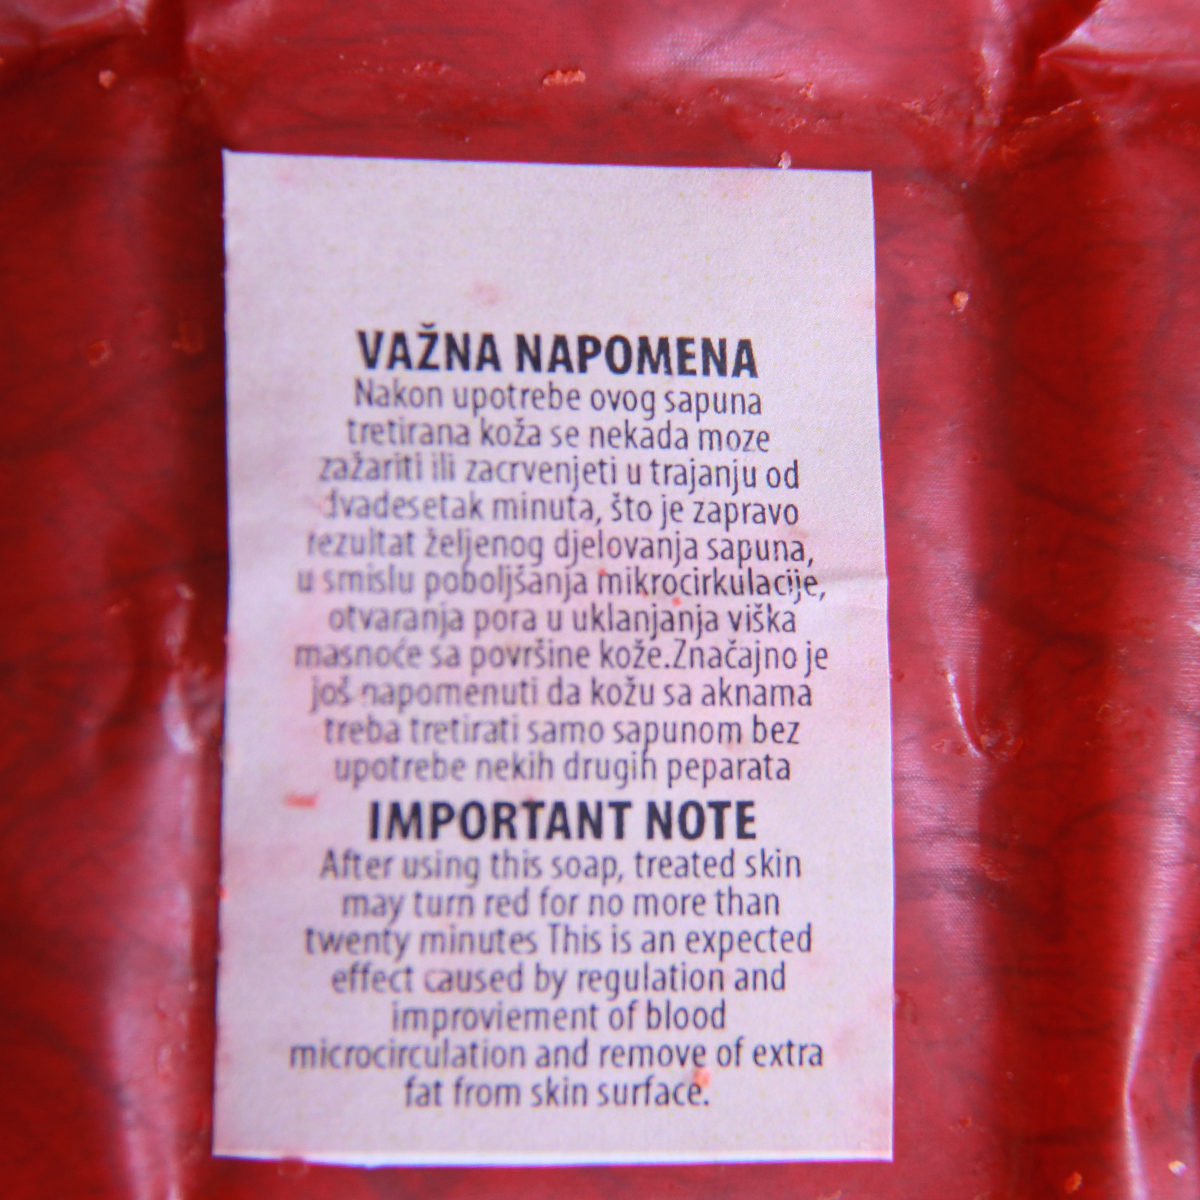 VAŽNA NAPOMENA
Nakon upotrebe ovog sapuna
tretirana koža se nekada moze
zažariti ili zacrvenjeti u trajanju od
dvadesetak minuta, što je zapravo
rezultat željenog djelovanja sapuna,
u smislu poboljšanja mikrocirkulacije,
otvaranja pora u uklanjanja viška
masnoće sa površine kože.Značajno je
još napomenuti da kožu sa aknama
treba tretirati samo sapunom bez
upotrebe nekih drugih peparata
IMPORTANT NOTE
After using this soap, treated skin
may turn red for no more than
twenty minutes This is an expected
effect caused by regulation and
improviement of blood
microcirculation and remove of extra
fat from skin surface.